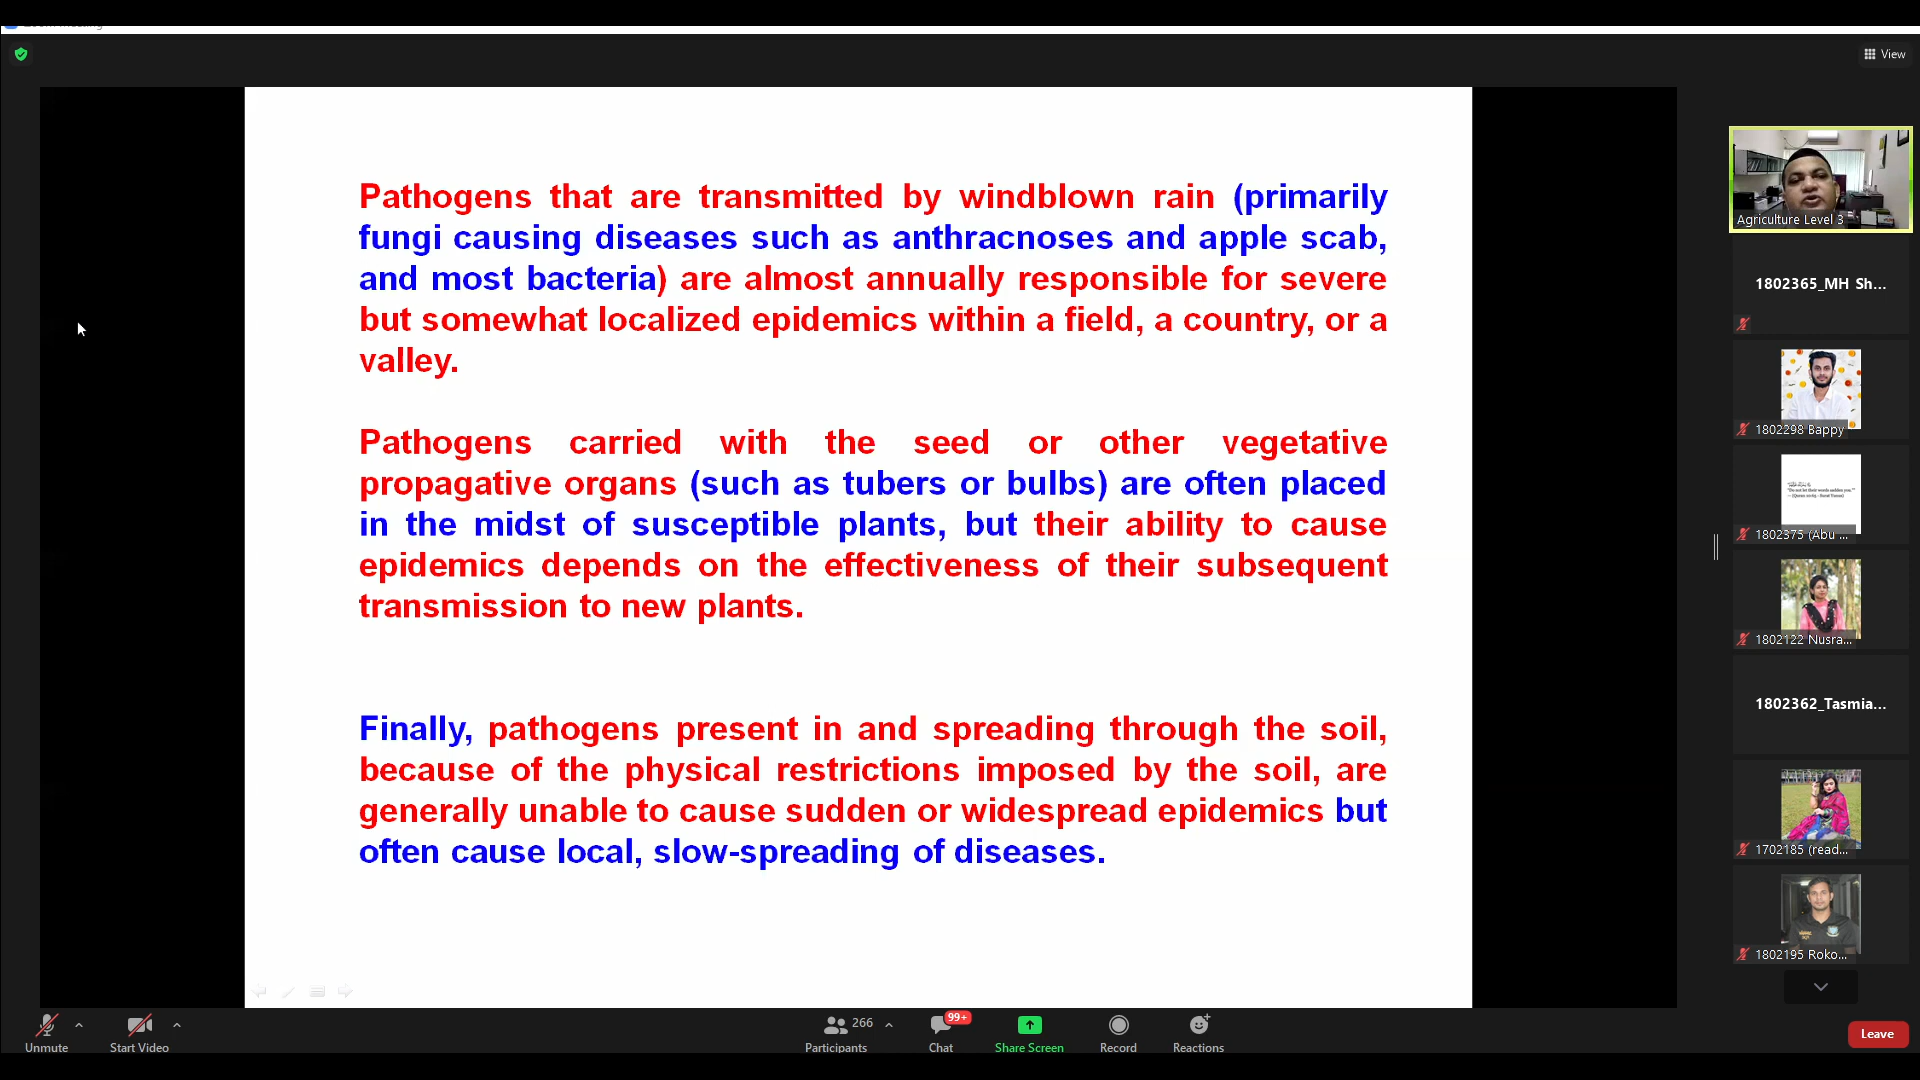 View
Pathogens that are transmitted by windblown rain (primarily
fungi causing diseases such as anthracnoses and apple scab,
and most bacteria) are almost annually responsible for severe
but somewhat localized epidemics within a field, a country, or a
valley.
Pathogens carried with the seed or other vegetative
propagative organs (such as tubers or bulbs) are often placed
in the midst of susceptible plants, but their ability to cause
epidemics depends on the effectiveness of their subsequent
transmission to new plants.
Finally, pathogens present in and spreading through the soil,
because of the physical restrictions imposed by the soil, are
generally unable to cause sudden or widespread epidemics but
often cause local, slow-spreading of diseases.
Agriculture Level 3
1802365_MH Sh...
1802298 Bappy
1802375 (Abu ...
1802122 Nusra...
1802362_Tasmia...
1702185 (read...
1802195 Roko...
Unmute
Start Video
266
Participants
99+
Chat
Share Screen
Record
Reactions
Leave